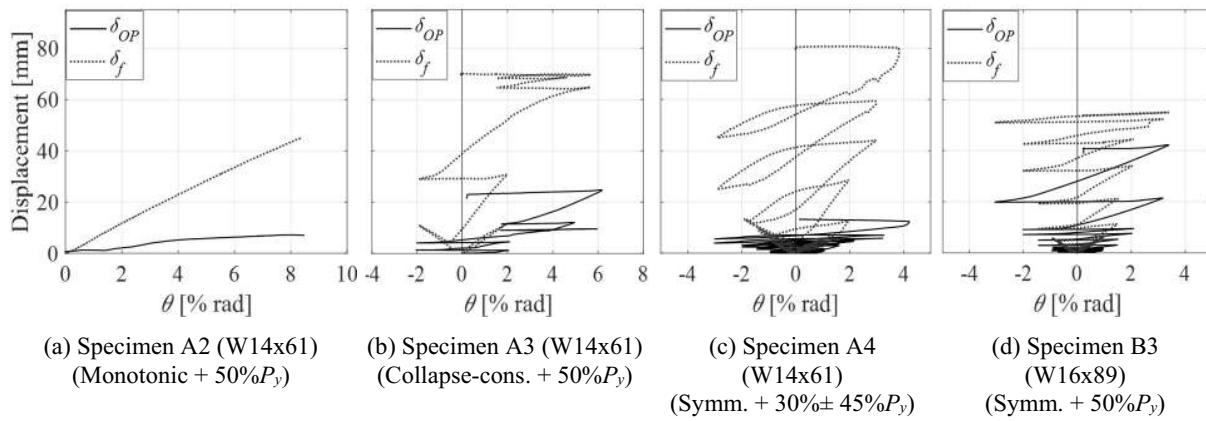 δOP
δf
δOP
δf
δOP
δf
δOP
δf
Displacement [mm]
80
60
40
20
0
0 2 4 6 8 10
-4 -2 0 2 4 6 8
-4 -2 0 2 4
-4 -2 0 2 4
θ [% rad]
θ [% rad]
θ [% rad]
θ [% rad]
(a) Specimen A2 (W14x61)
(Monotonic + 50%Py)
(b) Specimen A3 (W14x61)
(Collapse-cons. + 50%Py)
(c) Specimen A4
(W14x61)
(Symm. + 30%± 45%Py)
(d) Specimen B3
(W16x89)
(Symm. + 50%Py)